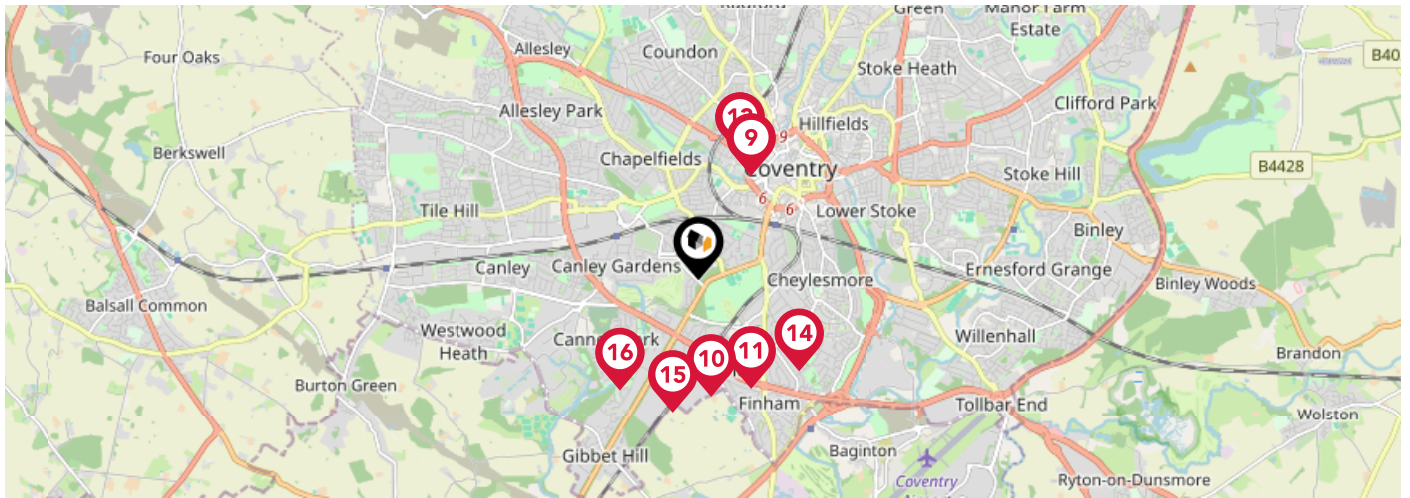 Green
Manor Farm
Estate
Allesley
Coundon
Four Oaks
Stoke Heath
B40
Allesley Park
9
Hillfields
9
Clifford Park
Berkswell
Chapelfields
Coventry
Stoke Hill
B4428
6
6
Tile Hill
Lower Stoke
Binley
Canley
Canley Gardens
Cheylesmore
Ernesford Grange
Binley Woods
Balsall Common
Westwood
Heath
14
Willenhall
16
15
10
11
Brandon
Burton Green
Finham
Tollbar End
Wolston
Gibbet Hill
Baginton
Coventry
Ryton-on-Dunsmore